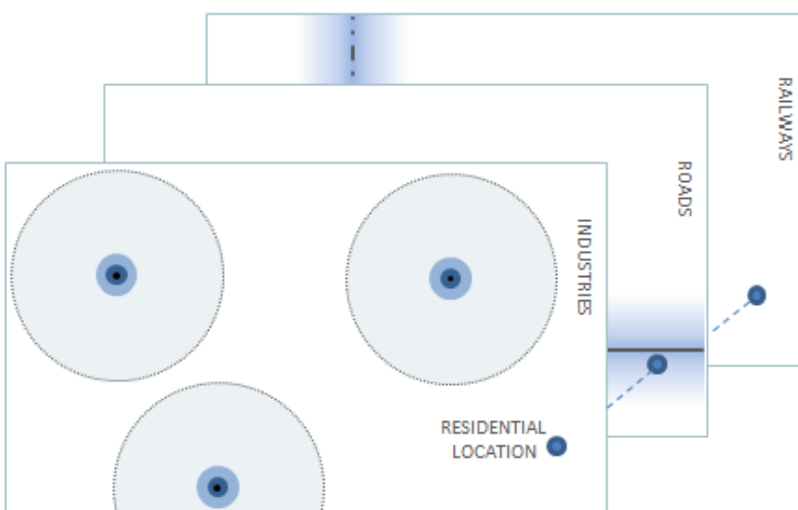 RAILWAYS
ROADS
INDUSTRIES
RESIDENTIAL
LOCATION